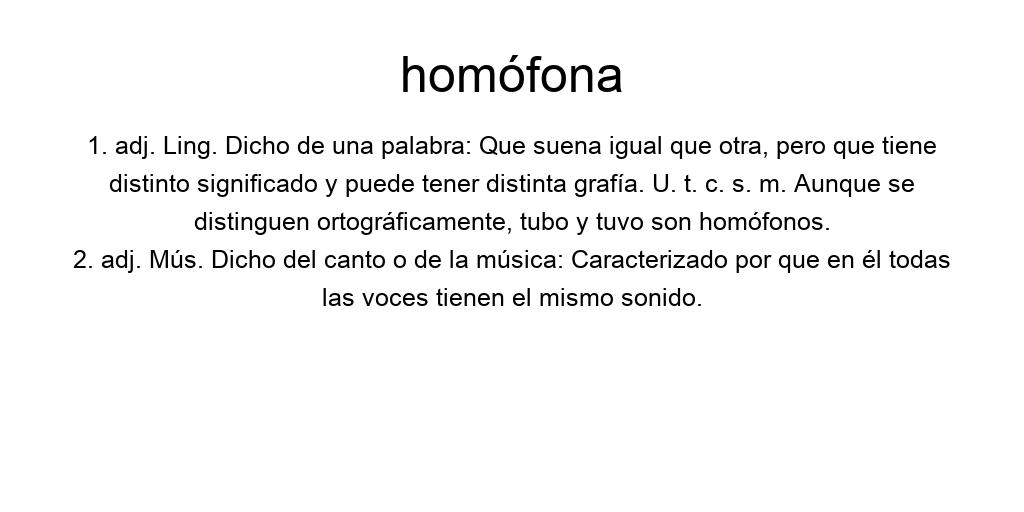 homófona
1. adj. Ling. Dicho de una palabra: Que suena igual que otra, pero que tiene
distinto significado y puede tener distinta grafía. U. t. c. s. m. Aunque se
distinguen ortográficamente, tubo y tuvo son homófonos.
2. adj. Mús. Dicho del canto o de la música: Caracterizado por que en él todas
las voces tienen el mismo sonido.